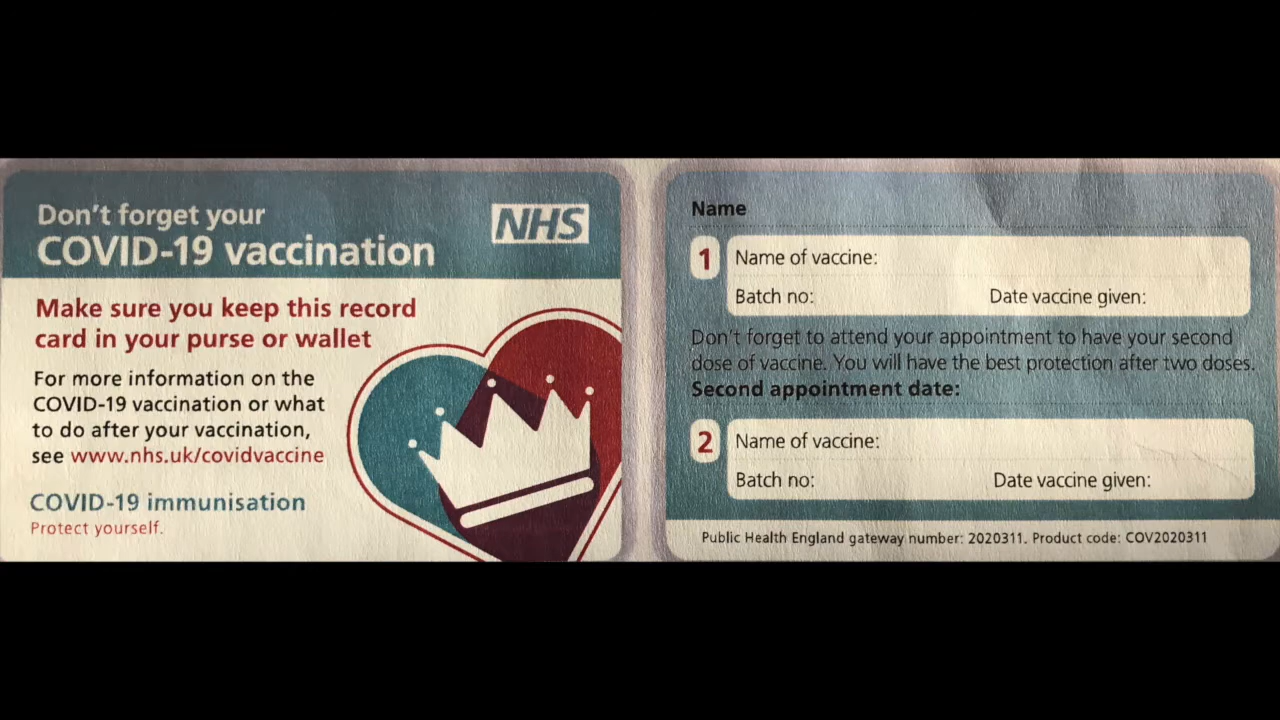 Don't forget your
COVID-19 vaccination
NHS
Make sure you keep this record
card in your purse or wallet
For more information on the
COVID-19 vaccination or what
to do after your vaccination,
see www.nhs.uk/covidvaccine
COVID-19 immunisation
Protect yourself.
Name
1
Name of vaccine:
Batch no: Date vaccine given:
Don't forget to attend your appointment to have your second
dose of vaccine. You will have the best protection after two doses.
Second appointment date:
2
Name of vaccine:
Batch no: Date vaccine given:
Public Health England gateway number: 2020311. Product code: COV2020311